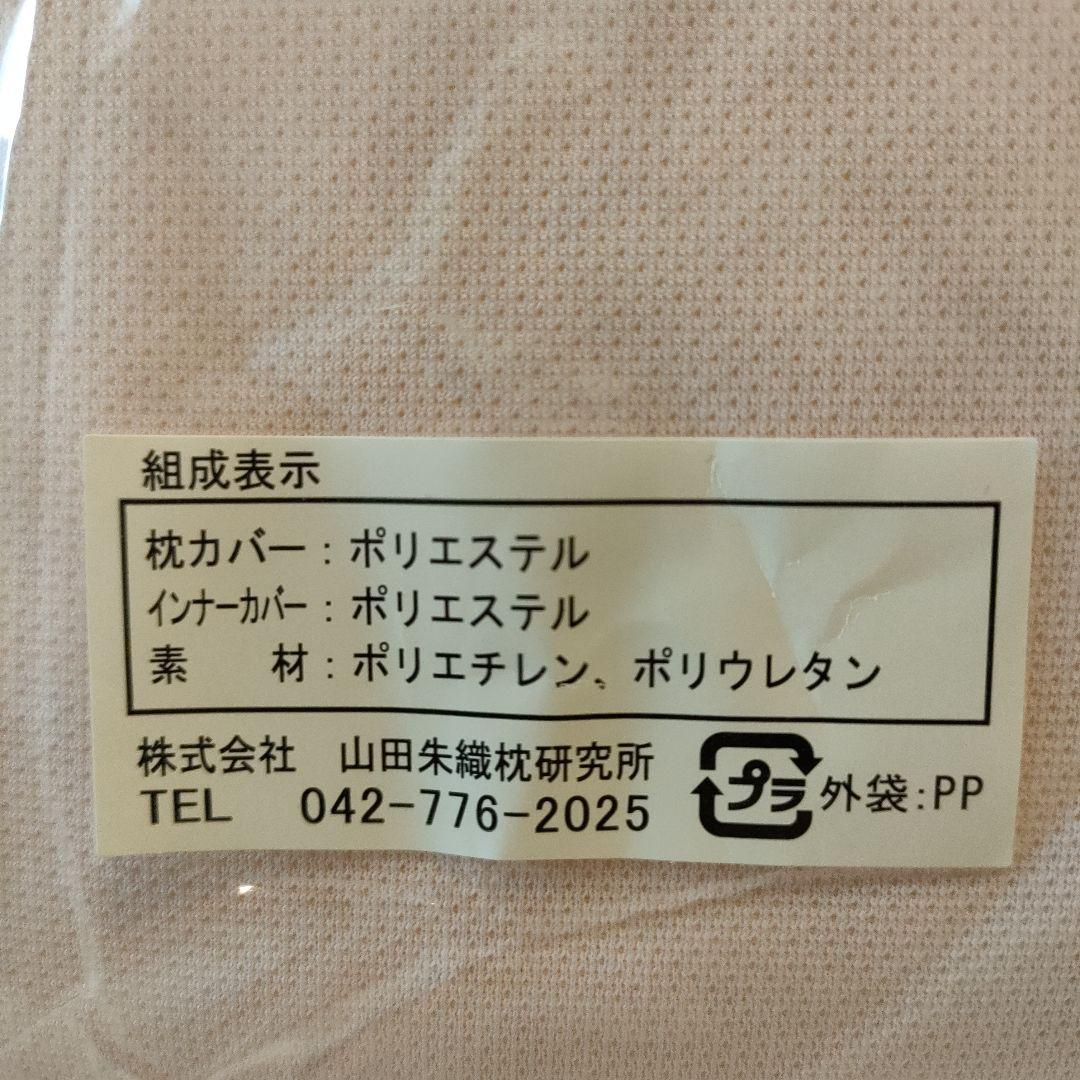 組成表示
枕カバー：ポリエステル
インナーカバー：ポリエステル
素　　材：ポリエチレン、ポリウレタン
株式会社　山田朱織枕研究所
TEL　042-776-2025
プラ 外袋：PP